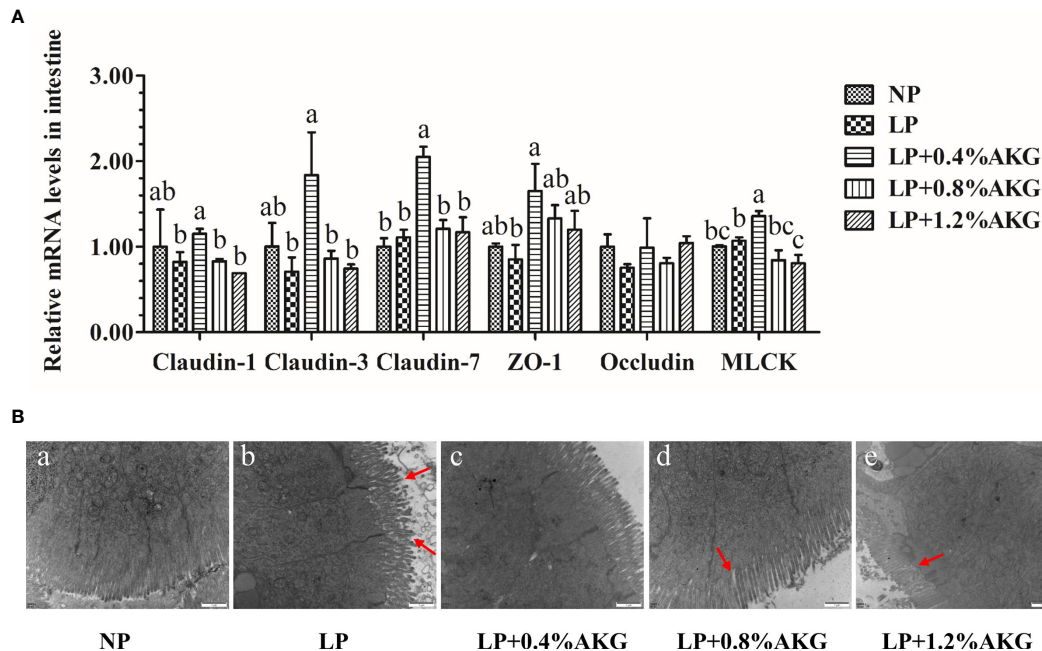 A
Relative mRNA levels in intestine
3.00
2.00
1.00
0.00
ab b a b b
ab b a b b
b b a b b
ab b a ab ab
bc b a bc c
Claudin-1 Claudin-3 Claudin-7 ZO-1 Occludin MLCK
NP
LP
LP+0.4%AKG
LP+0.8%AKG
LP+1.2%AKG
B
a b c d e
NP LP LP+0.4%AKG LP+0.8%AKG LP+1.2%AKG